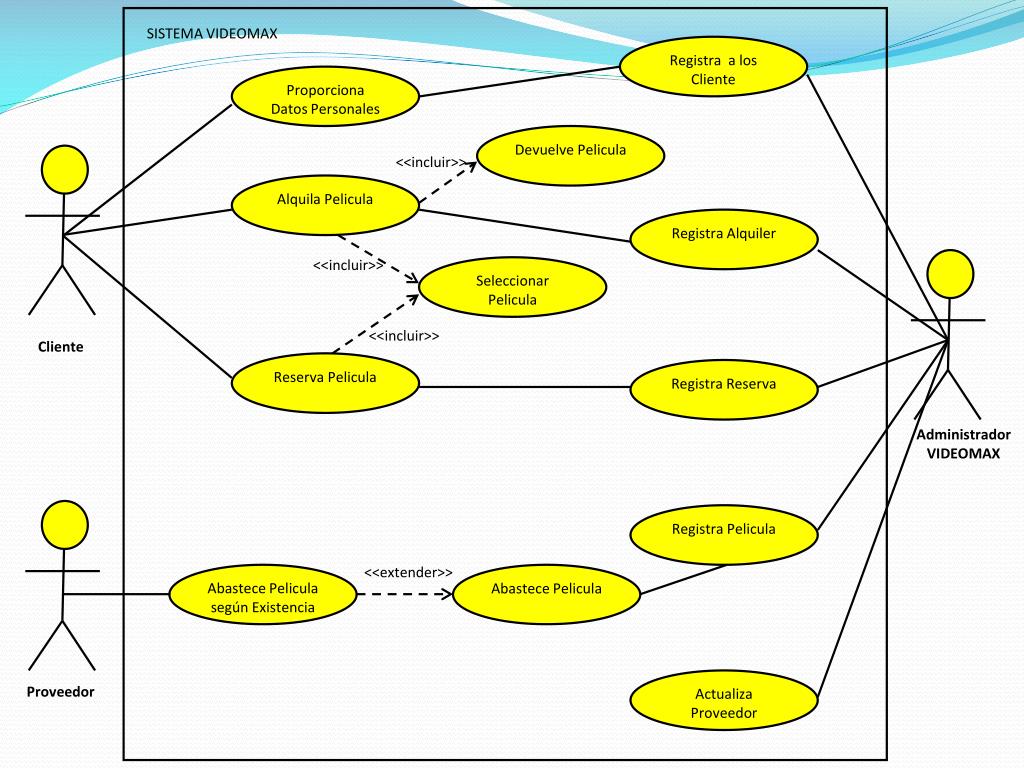 SISTEMA VIDEOMAX
Registra  a los
Cliente
Proporciona
Datos Personales
Devuelve Pelicula
<<incluir>>
Alquila Pelicula
Registra Alquiler
<<incluir>>
Seleccionar
Pelicula
<<incluir>>
Cliente
Reserva Pelicula
Registra Reserva
Administrador
VIDEOMAX
Registra Pelicula
<<extender>>
Abastece Pelicula
según Existencia
Abastece Pelicula
Proveedor
Actualiza
Proveedor